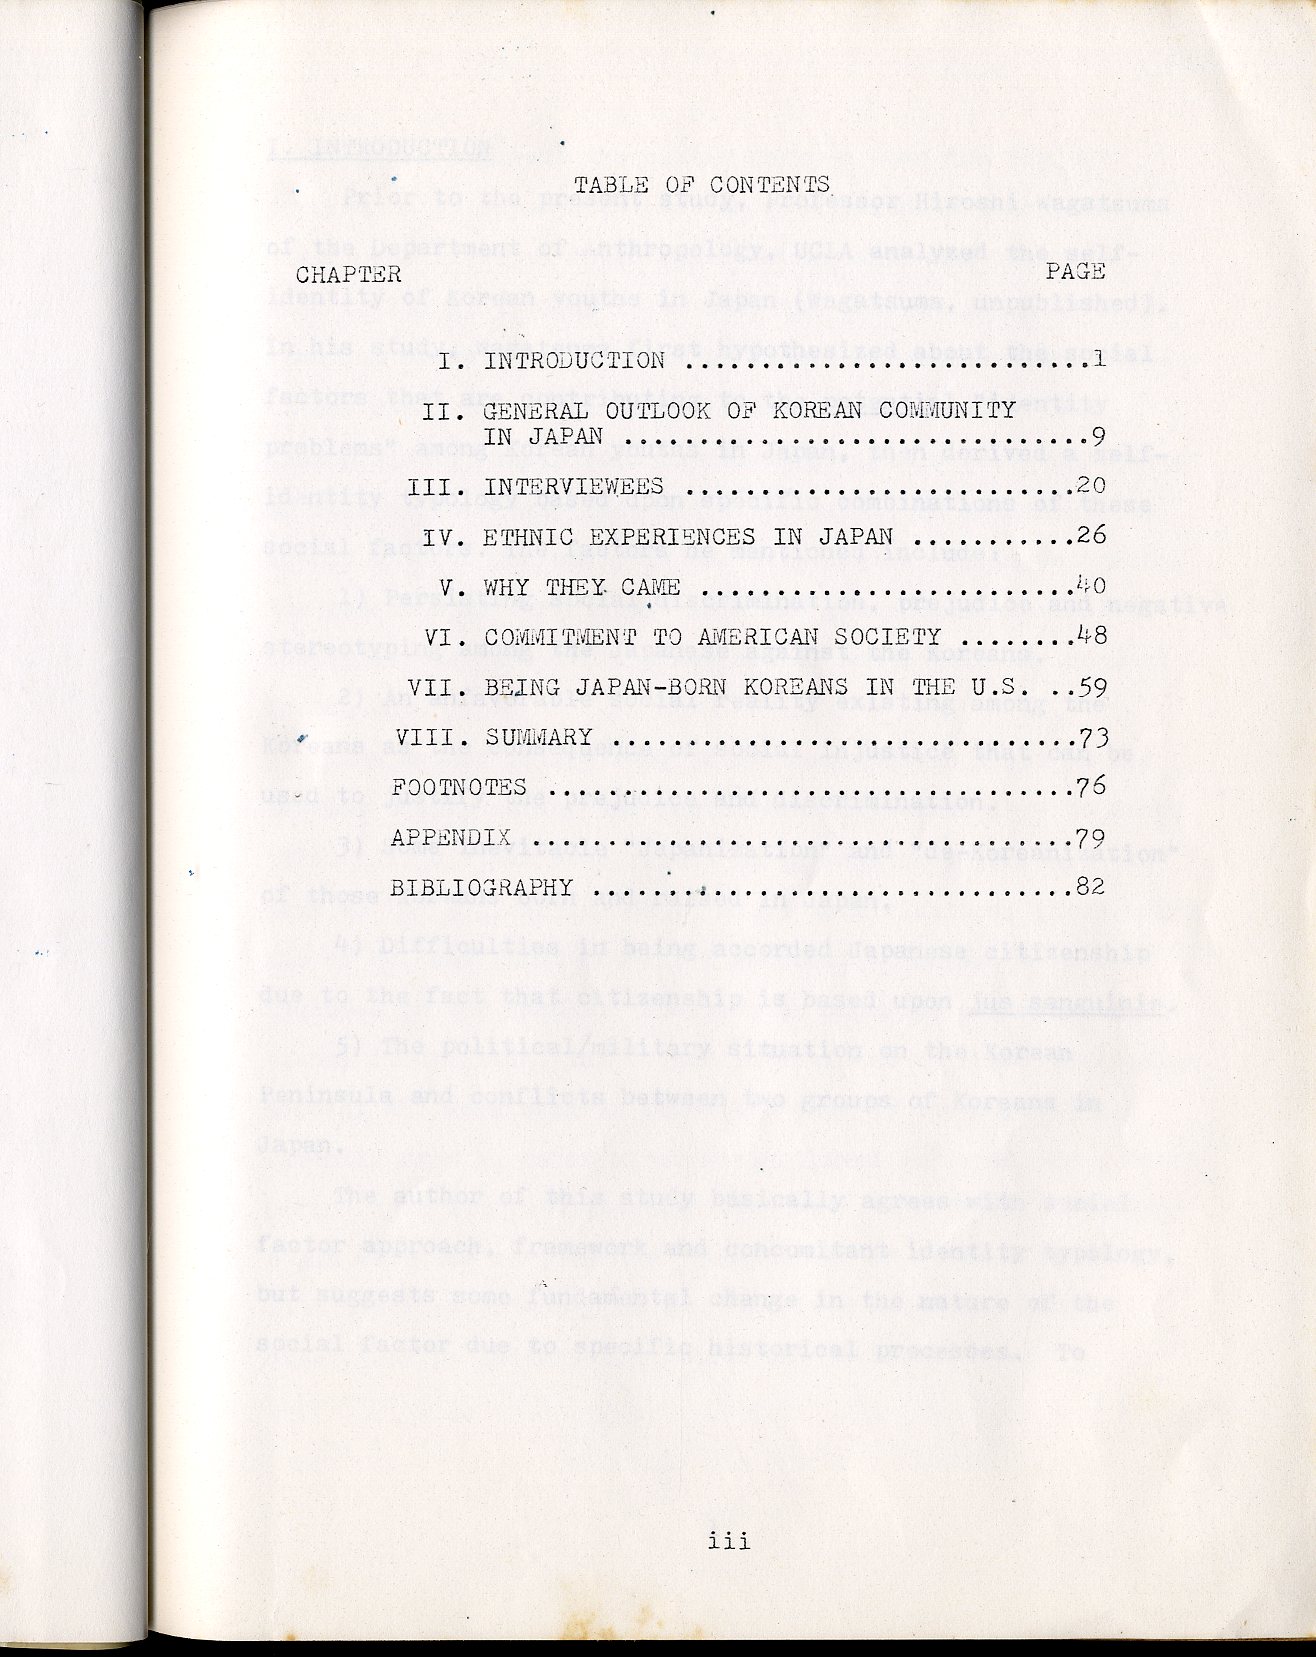 TABLE OF CONTENTS
CHAPTER PAGE
I. INTRODUCTION ...........................1
II. GENERAL OUTLOOK OF KOREAN COMMUNITY
IN JAPAN ...............................9
III. INTERVIEWEES ..........................20
IV. ETHNIC EXPERIENCES IN JAPAN ...........26
V. WHY THEY CAME .........................40
VI. COMMITMENT TO AMERICAN SOCIETY ........48
VII. BEING JAPAN-BORN KOREANS IN THE U.S. ..59
VIII. SUMMARY ..............................73
FOOTNOTES ...................................76
APPENDIX ....................................79
BIBLIOGRAPHY ................................82
iii